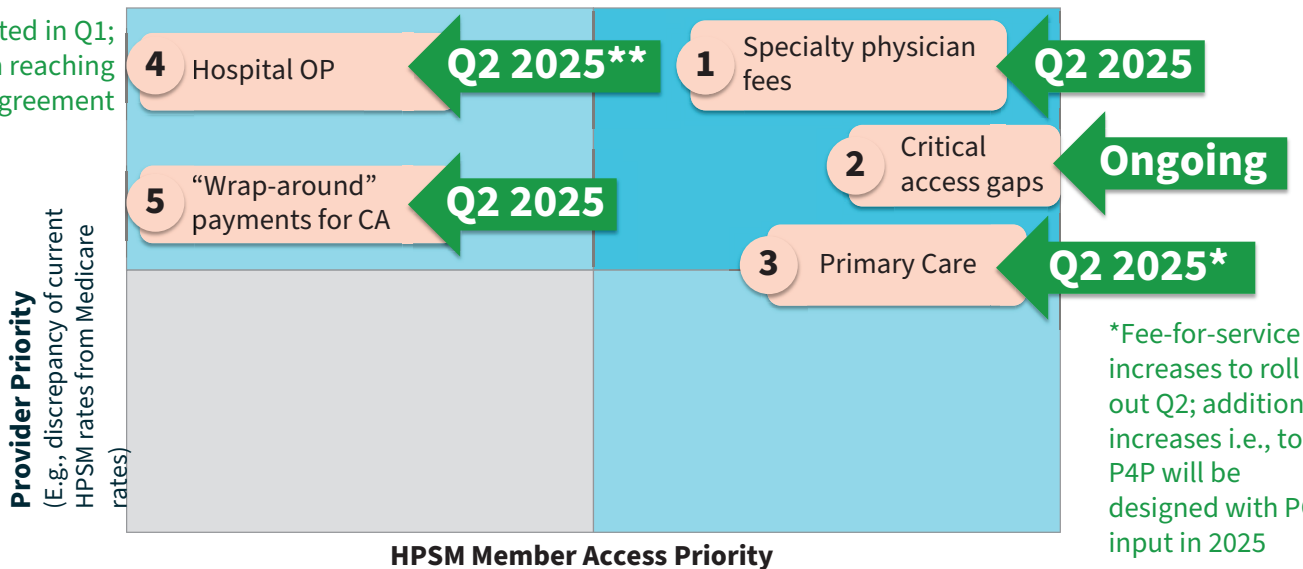 ted in Q1;
reaching
greement
4
Hospital OP
Q2 2025**
1
Specialty physician
fees
Q2 2025
2
Critical
access gaps
Ongoing
5
“Wrap-around”
payments for CA
Q2 2025
3
Primary Care
Q2 2025*
Provider Priority
(E.g., discrepancy of current
HPSM rates from Medicare
rates)
*Fee-for-service
increases to roll
out Q2; addition
increases i.e., to
P4P will be
designed with P
input in 2025
HPSM Member Access Priority